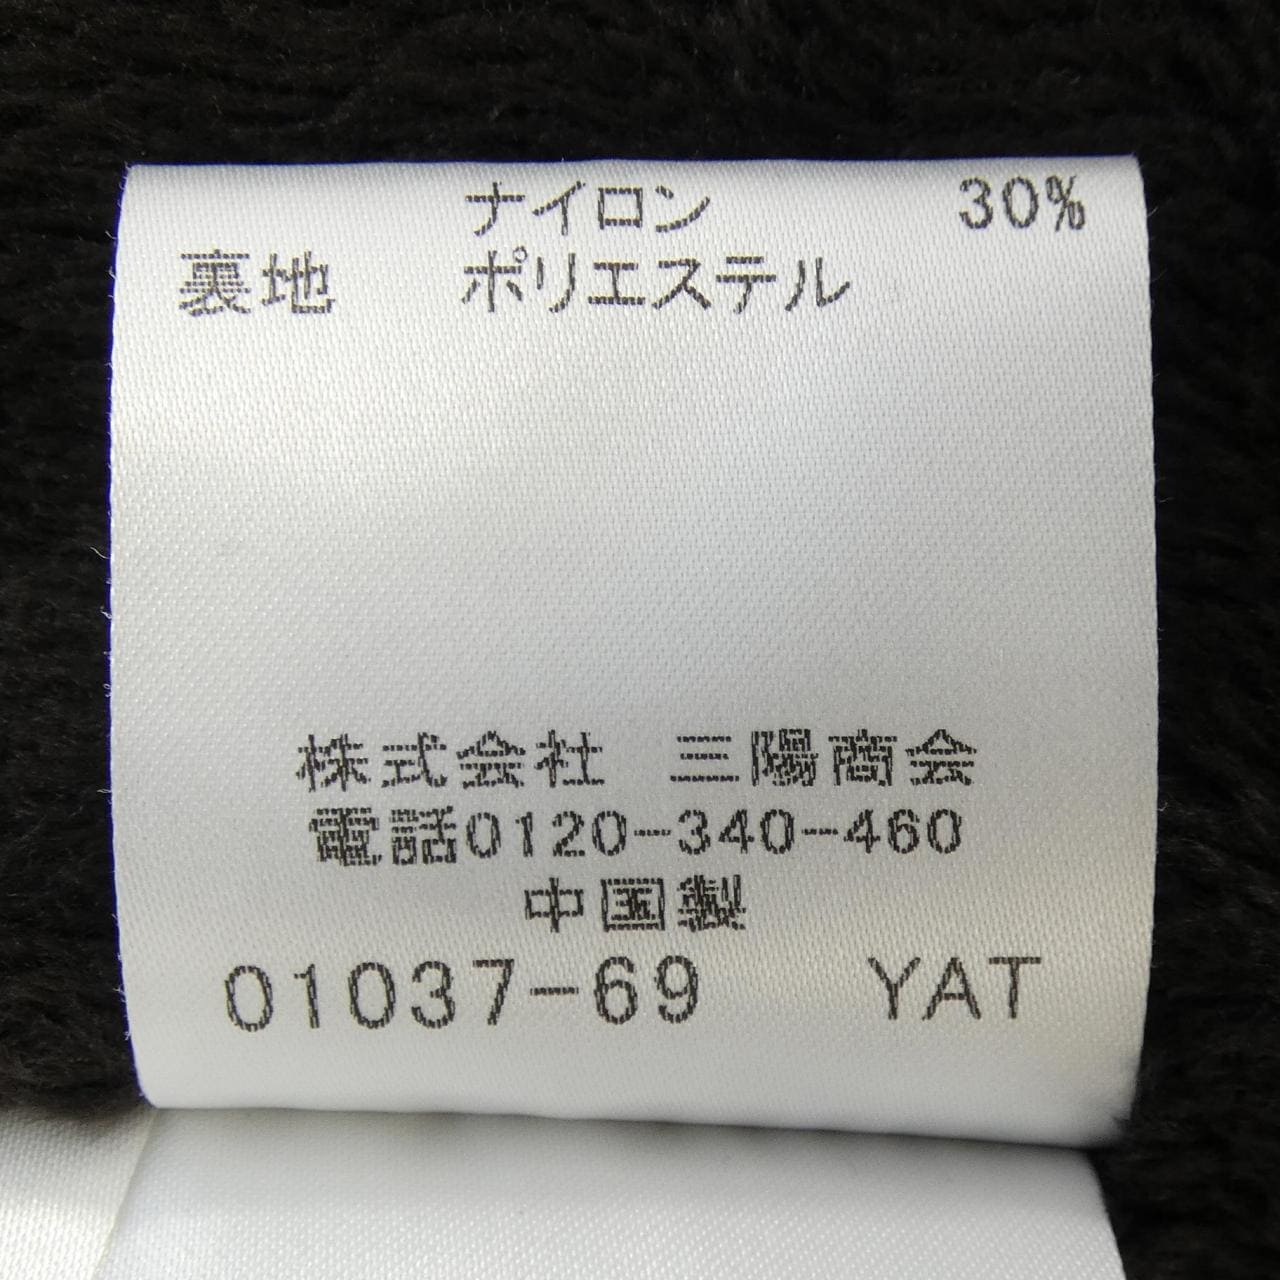 ナイロン 30%
裏地 ポリエステル
株式会社 三陽商会
電話0120-340-460
中国製
01037-69 YAT